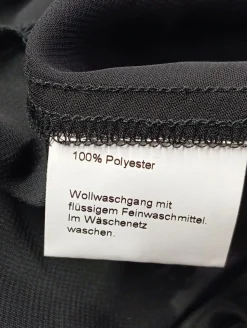 100% Polyester
Wollwaschgang mit
flüssigem Feinwaschmittel.
Im Wäschenetz
waschen.